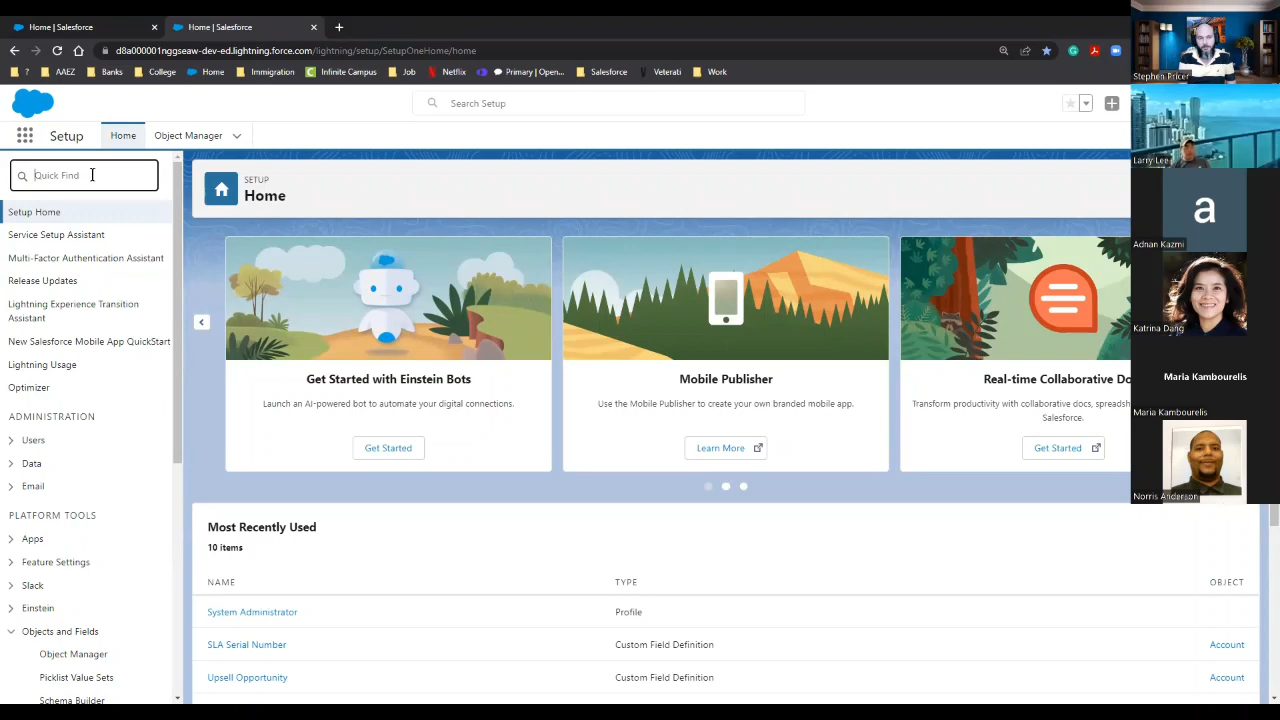 Home | Salesforce
Home | Salesforce
d8a000001nggseaw-dev-ed.lightning.force.com/lightning/setup/SetupOneHome/home
?
AAEZ
Banks
College
Home
Immigration
Infinite Campus
Job
Netflix
Primary | Open...
Salesforce
Veterati
Work
Search Setup
Setup
Home
Object Manager
Quick Find
Setup Home
Service Setup Assistant
Multi-Factor Authentication Assistant
Release Updates
Lightning Experience Transition
Assistant
New Salesforce Mobile App QuickStart
Lightning Usage
Optimizer
ADMINISTRATION
Users
Data
Email
PLATFORM TOOLS
Apps
Feature Settings
Slack
Einstein
Objects and Fields
Object Manager
Picklist Value Sets
Schema Builder
SETUP
Home
Get Started with Einstein Bots
Launch an AI-powered bot to automate your digital connections.
Get Started
Mobile Publisher
Use the Mobile Publisher to create your own branded mobile app.
Learn More
Real-time Collaborative Do
Transform productivity with collaborative docs, spreadsh
Salesforce.
Get Started
Most Recently Used
10 items
NAME TYPE OBJECT
System Administrator Profile
SLA Serial Number Custom Field Definition Account
Upsell Opportunity Custom Field Definition Account
Stephen Pricer
Larry Lee
a
Adnan Kazmi
Katrina Dang
Maria Kambourelis
Maria Kambourelis
Norris Anderson